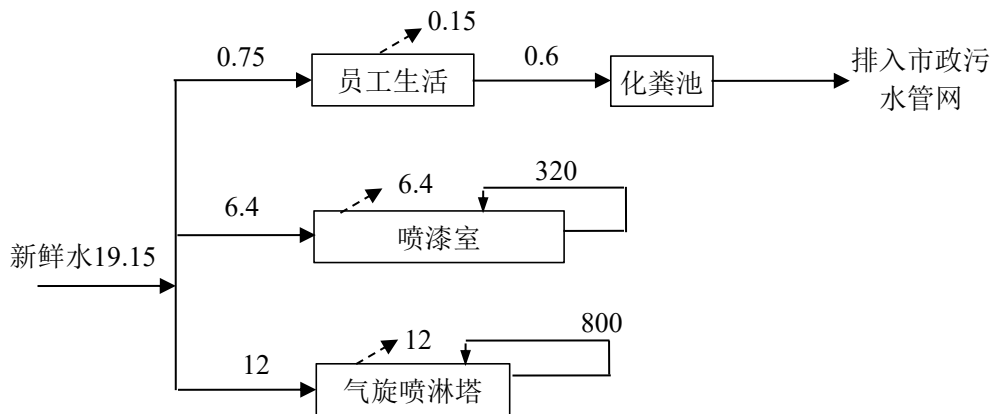 0.15
0.75
员工生活
0.6
化粪池
排入市政污
水管网
6.4
6.4
320
喷漆室
新鲜水19.15
12
12
800
气旋喷淋塔